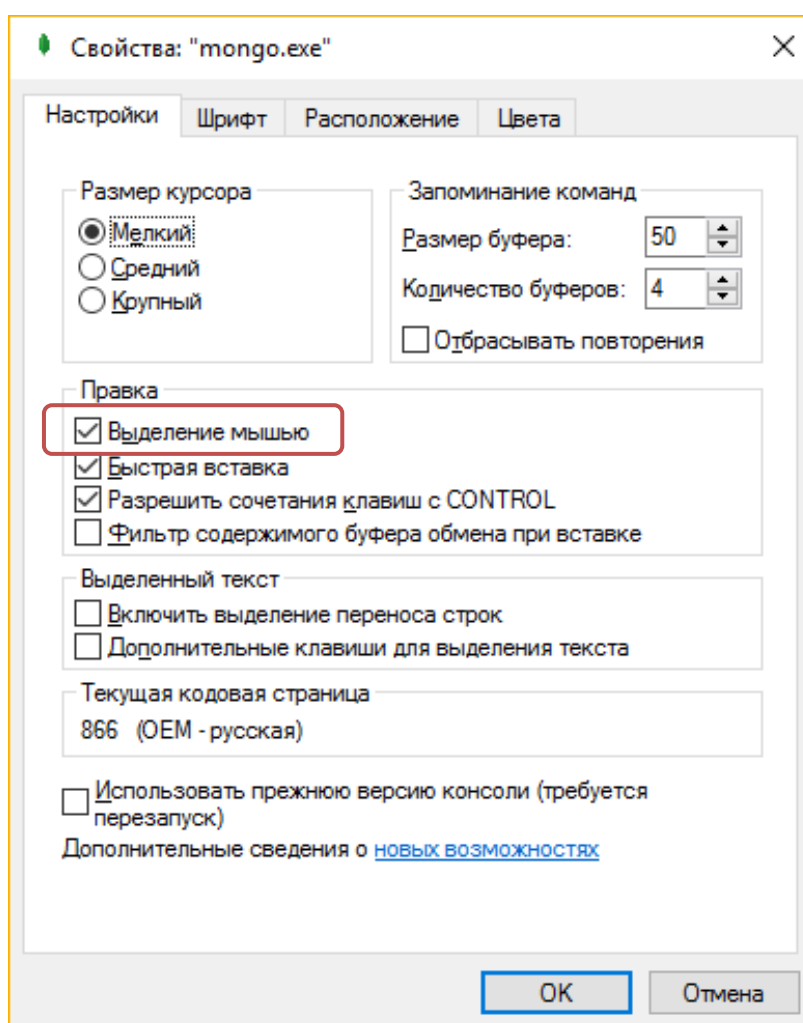 Свойства: "mongo.exe"
Настройки Шрифт Расположение Цвета
Размер курсора
Мелкий
Средний
Крупный
Запоминание команд
Размер буфера: 50
Количество буферов: 4
Отбрасывать повторения
Правка
Выделение мышью
Быстрая вставка
Разрешить сочетания клавиш с CONTROL
Фильтр содержимого буфера обмена при вставке
Выделенный текст
Включить выделение переноса строк
Дополнительные клавиши для выделения текста
Текущая кодовая страница
866 (OEM - русская)
Использовать прежнюю версию консоли (требуется
перезапуск)
Дополнительные сведения о новых возможностях
OK Отмена